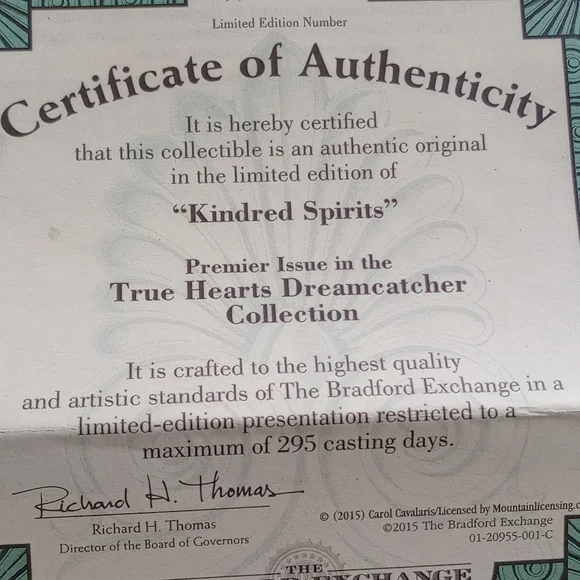 Limited Edition Number
Certificate of Authenticity
It is hereby certified
that this collectible is an authentic original
in the limited edition of
“Kindred Spirits”
Premier Issue in the
True Hearts Dreamcatcher
Collection
It is crafted to the highest quality
and artistic standards of The Bradford Exchange in a
limited-edition presentation restricted to a
maximum of 295 casting days.
Richard H. Thomas
Richard H. Thomas
Director of the Board of Governors
© (2015) Carol Cavalaris/Licensed by Mountainlicensing.c
©2015 The Bradford Exchange
01-20955-001-C
THE
EXCHANGE